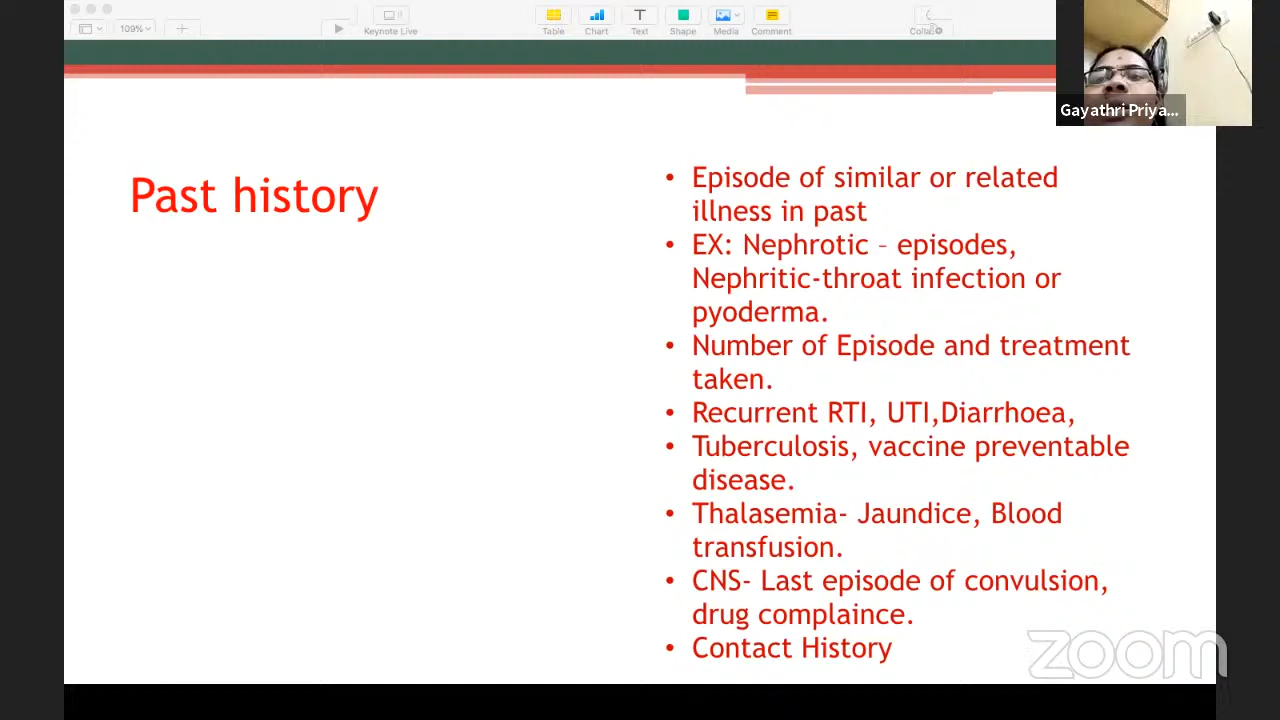 109%
Keynote Live
Table
Chart
Text
Shape
Media
Comment
Gayathri Priya...
Past history
• Episode of similar or related
illness in past
• EX: Nephrotic – episodes,
Nephritic-throat infection or
pyoderma.
• Number of Episode and treatment
taken.
• Recurrent RTI, UTI,Diarrhoea,
• Tuberculosis, vaccine preventable
disease.
• Thalasemia- Jaundice, Blood
transfusion.
• CNS- Last episode of convulsion,
drug complaince.
• Contact History
zoom